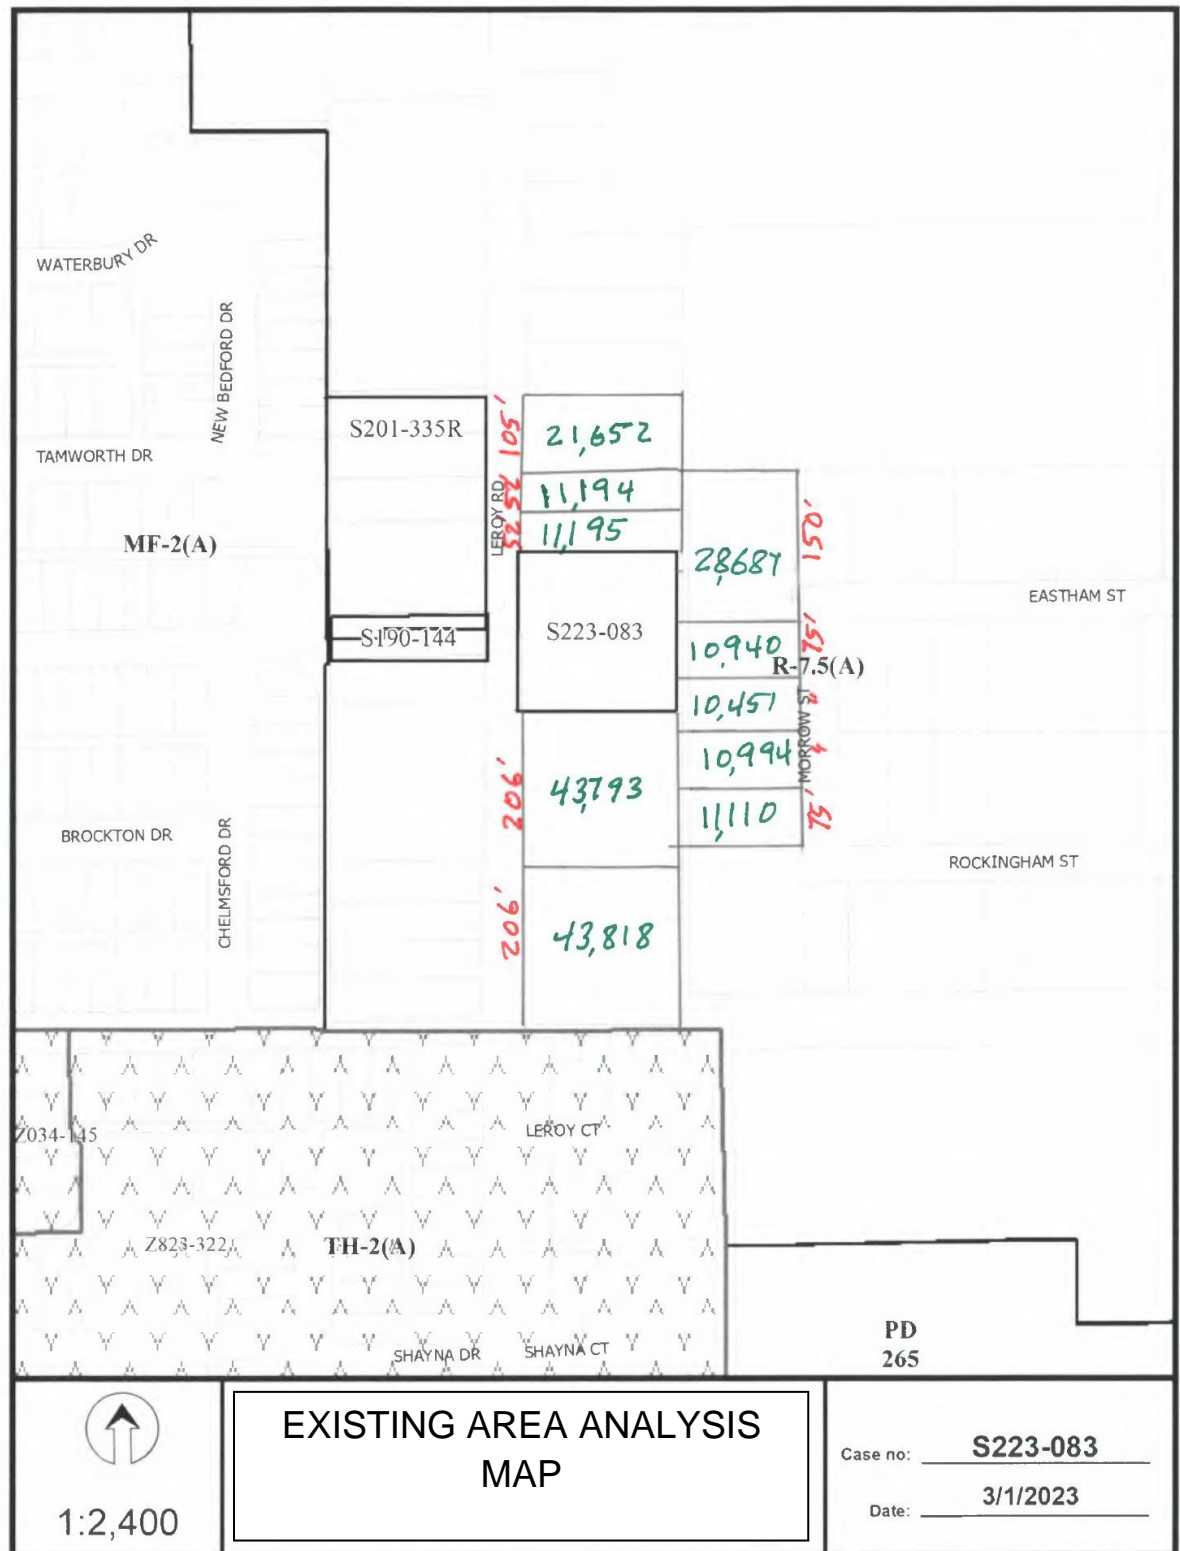 WATERBURY DR
NEW BEDFORD DR
TAMWORTH DR
MF-2(A)
S201-335R
LEROY RD
105'
52.5'
52.5'
21,652
11,194
11,195
28,687
150'
EASTHAM ST
S190-144
S223-083
10,940
75'
R-7.5(A)
10,451
"
MORROW ST
10,994
11,110
75'
206'
43,793
BROCKTON DR
CHELMSFORD DR
ROCKINGHAM ST
206'
43,818
Z034-145
LEROY CT
Z823-322
TH-2(A)
SHAYNA DR
SHAYNA CT
PD
265
1:2,400
EXISTING AREA ANALYSIS
MAP
Case no: S223-083
Date: 3/1/2023